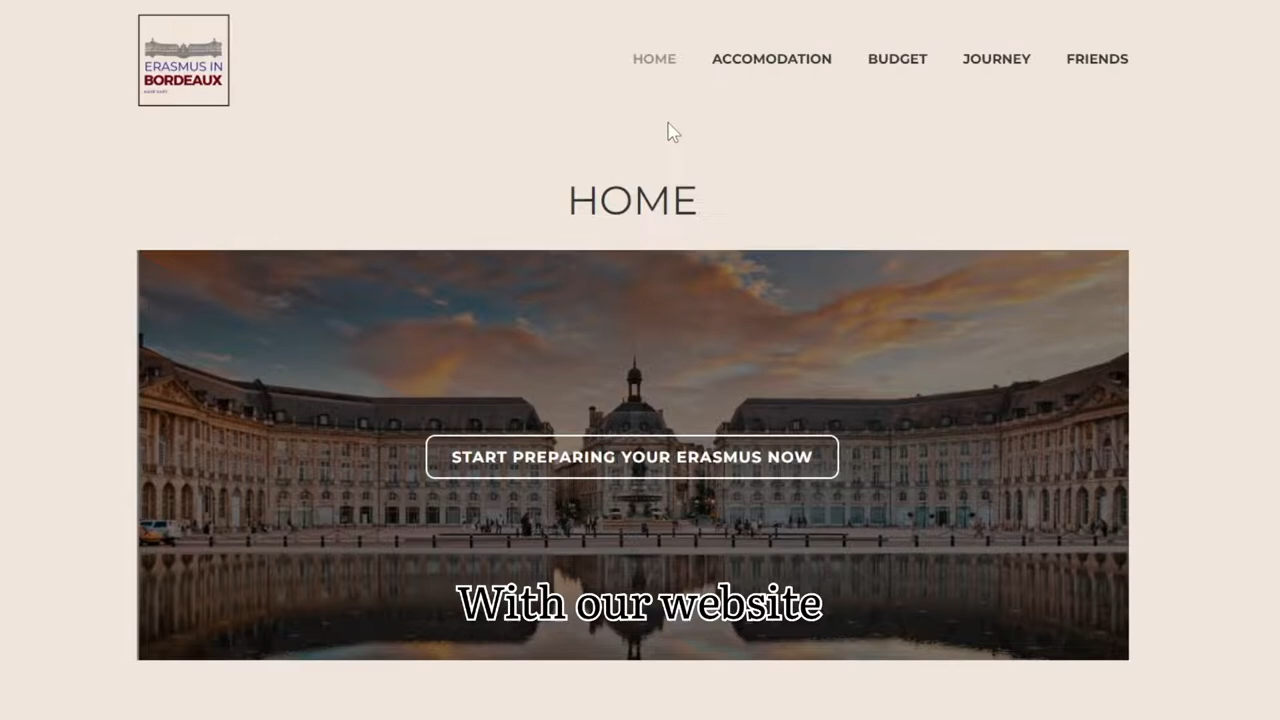 ERASMUS IN
BORDEAUX
HOME
ACCOMODATION
BUDGET
JOURNEY
FRIENDS
HOME
START PREPARING YOUR ERASMUS NOW
With our website